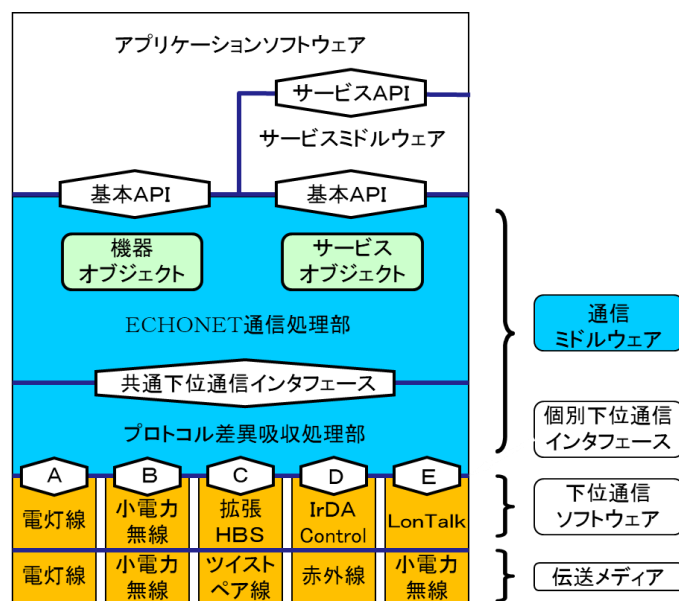 アプリケーションソフトウェア
サービスAPI
サービスミドルウェア
基本API
基本API
機器
オブジェクト
サービス
オブジェクト
ECHONET通信処理部
通信
ミドルウェア
共通下位通信インタフェース
プロトコル差異吸収処理部
個別下位通信
インタフェース
A
B
C
D
E
電灯線
小電力
無線
拡張
HBS
IrDA
Control
LonTalk
下位通信
ソフトウェア
電灯線
小電力
無線
ツイスト
ペア線
赤外線
小電力
無線
伝送メディア